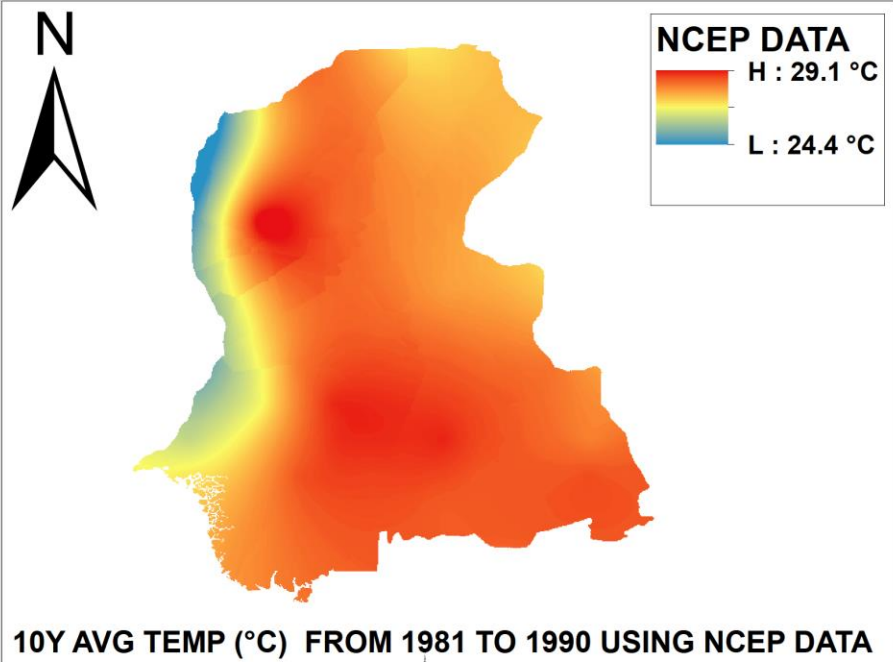 N
NCEP DATA
H : 29.1 °C
L : 24.4 °C
10Y AVG TEMP (°C) FROM 1981 TO 1990 USING NCEP DATA